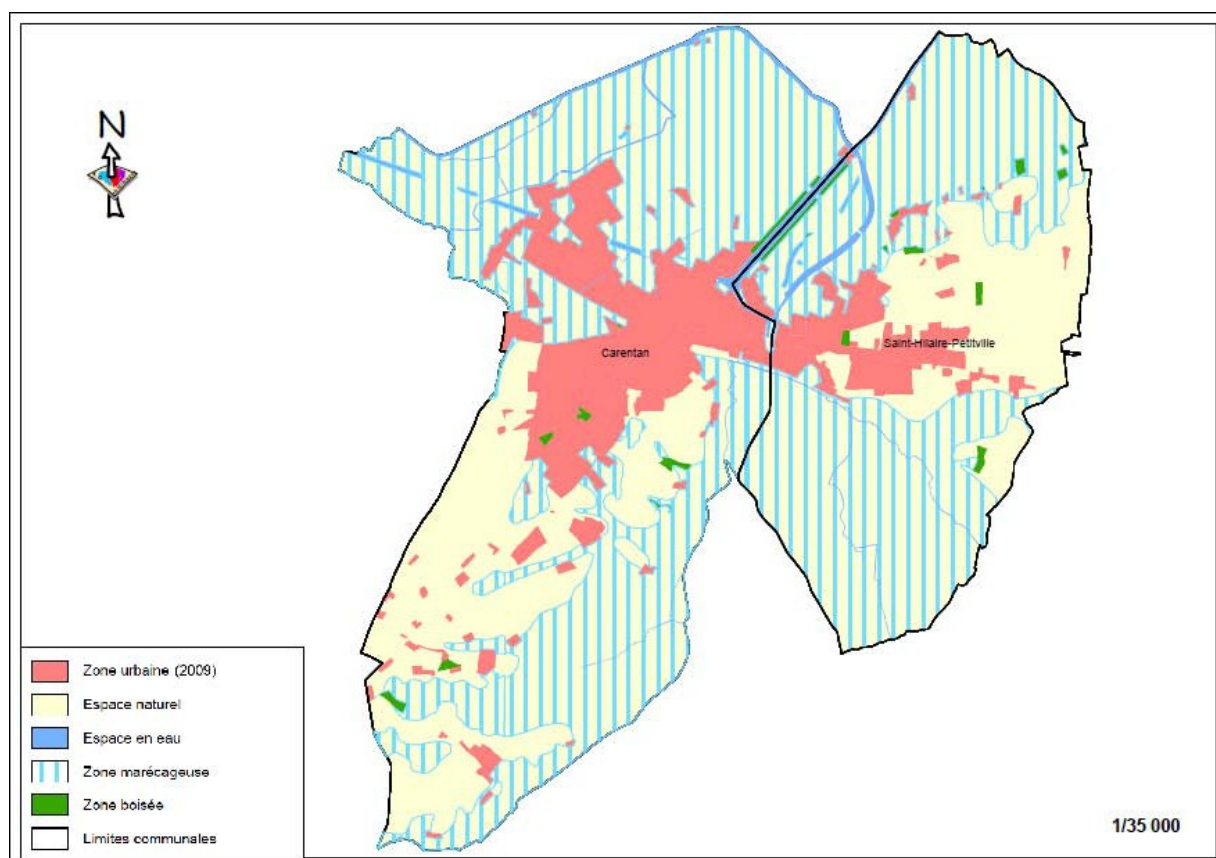 N
Carentan
Saint-Hilaire-Petitville
Zone urbaine (2009)
Espace naturel
Espace en eau
Zone marécageuse
Zone boisée
Limites communales
1/35 000